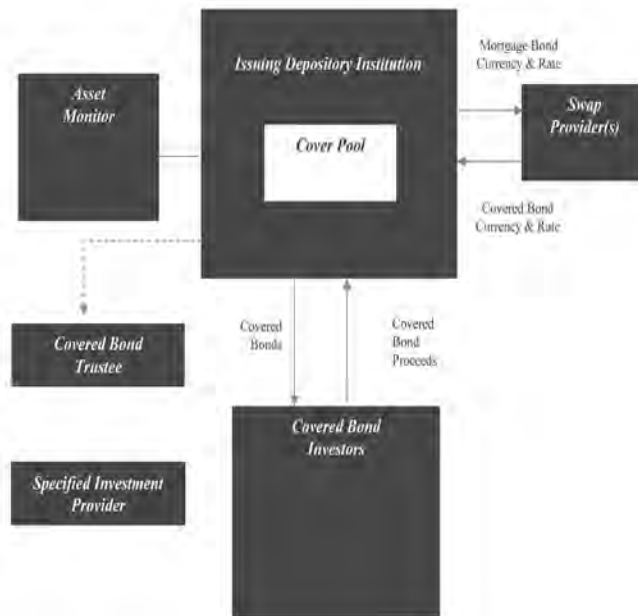 Issuing Depository Institution
Mortgage Bond
Currency & Rate
Asset
Monitor
Swap
Provider(s)
Cover Pool
Covered Bond
Currency & Rate
Covered
Bonds
Covered
Bond
Proceeds
Covered Bond
Trustee
Covered Bond
Investors
Specified Investment
Provider